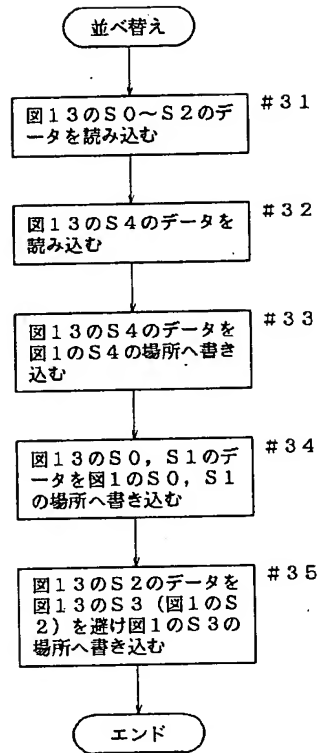 並べ替え
図13のS0～S2のデ
ータを読み込む
#31
図13のS4のデータを
読み込む
#32
図13のS4のデータを
図1のS4の場所へ書き
込む
#33
図13のS0，S1のデ
ータを図1のS0，S1
の場所へ書き込む
#34
図13のS2のデータを
図13のS3（図1のS
2）を避け図1のS3の
場所へ書き込む
#35
エンド